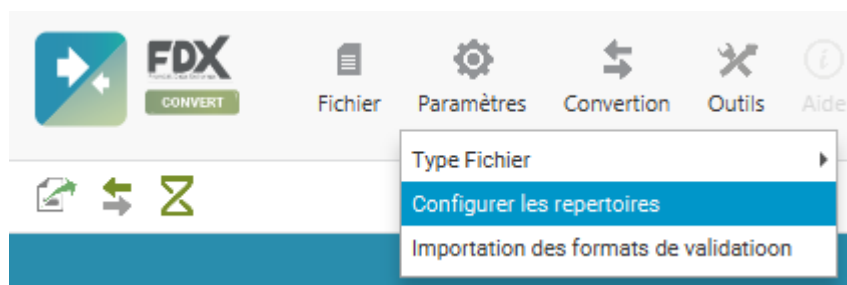 FDX
CONVERT
Fichier
Paramètres
Convertion
Outils
Aide
Type Fichier
Configurer les repertoires
Importation des formats de validatioon